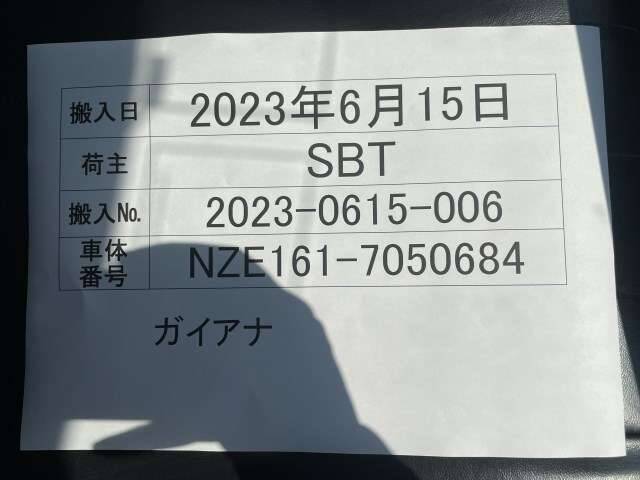 搬入日 2023年6月15日
荷主 SBT
搬入No. 2023-0615-006
車体
番号 NZE161-7050684
ガイアナ